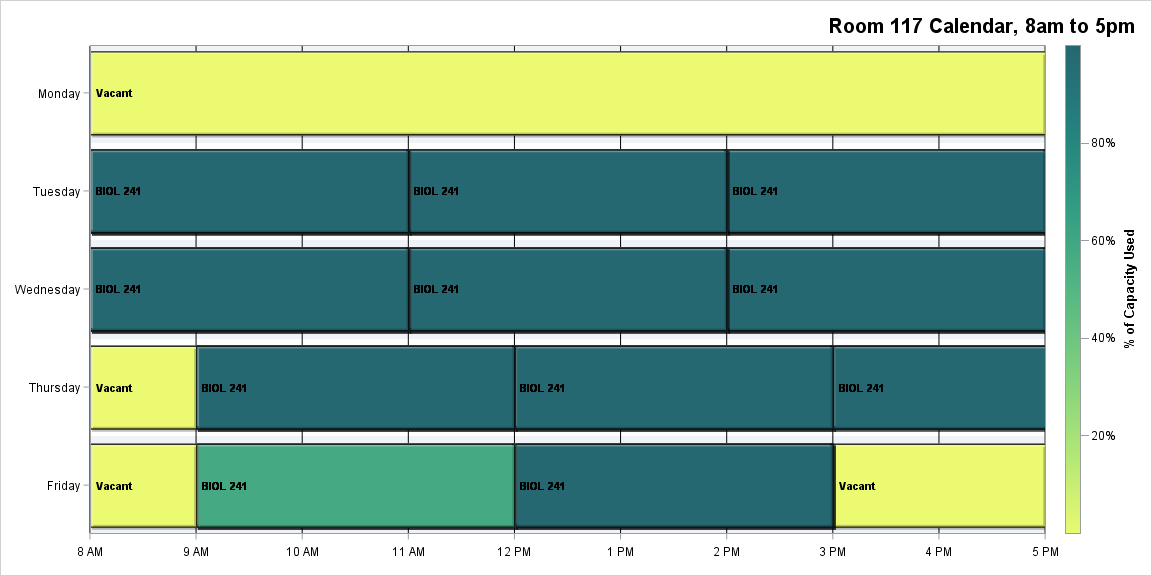 Room 117 Calendar, 8am to 5pm
Monday
Vacant
Tuesday
BIOL 241
BIOL 241
BIOL 241
Wednesday
BIOL 241
BIOL 241
BIOL 241
Thursday
Vacant
BIOL 241
BIOL 241
BIOL 241
Friday
Vacant
BIOL 241
BIOL 241
Vacant
8 AM
9 AM
10 AM
11 AM
12 PM
1 PM
2 PM
3 PM
4 PM
5 PM
80%
60%
40%
20%
% of Capacity Used